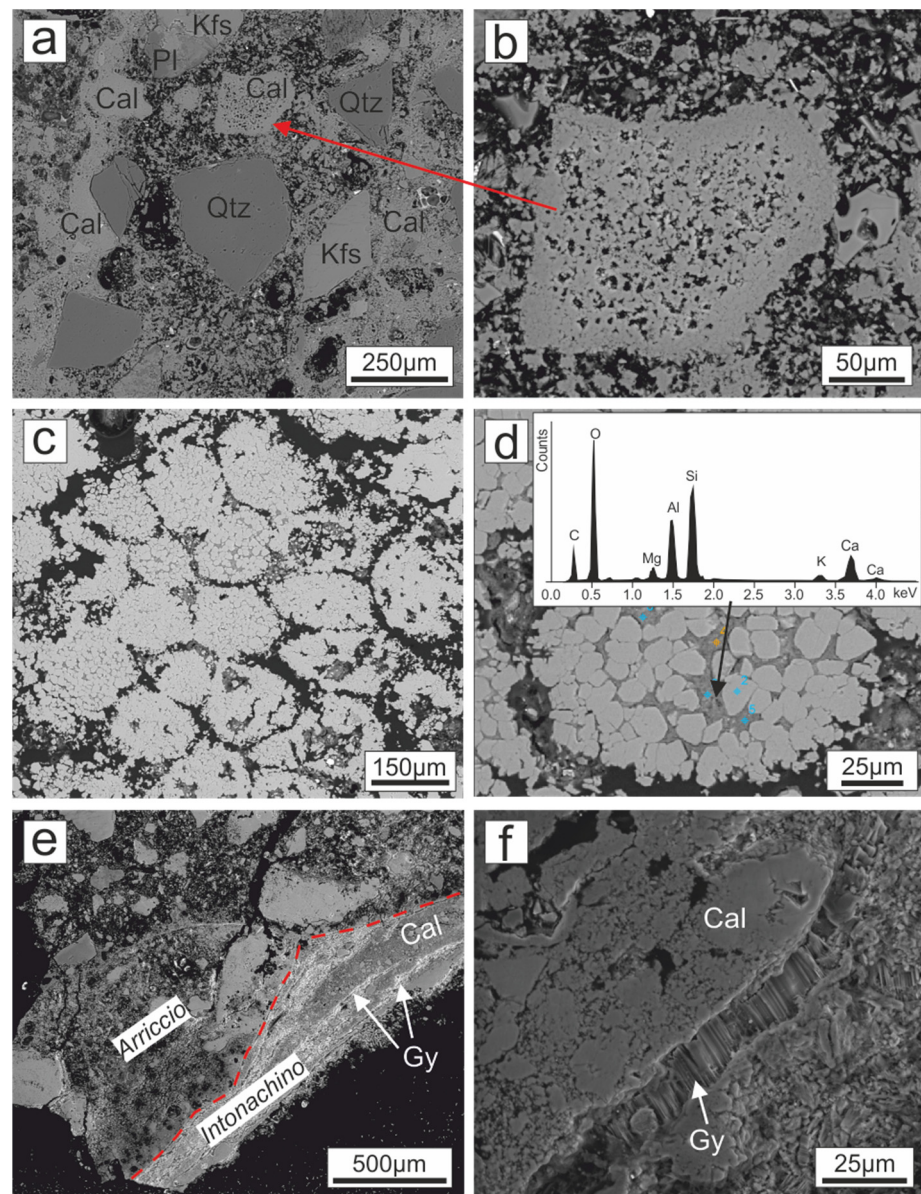 a
Kfs
Pl
Cal
Cal
Qtz
Qtz
Cal
Kfs
Cal
250µm
b
50µm
c
150µm
d
Counts
O
Si
Al
C
Mg
K
Ca
Ca
0.0 0.5 1.0 1.5 2.0 2.5 3.0 3.5 4.0 keV
2
e
Cal
Arriccio
Gy
Intonachino
500µm
f
Cal
Gy
25µm
25µm